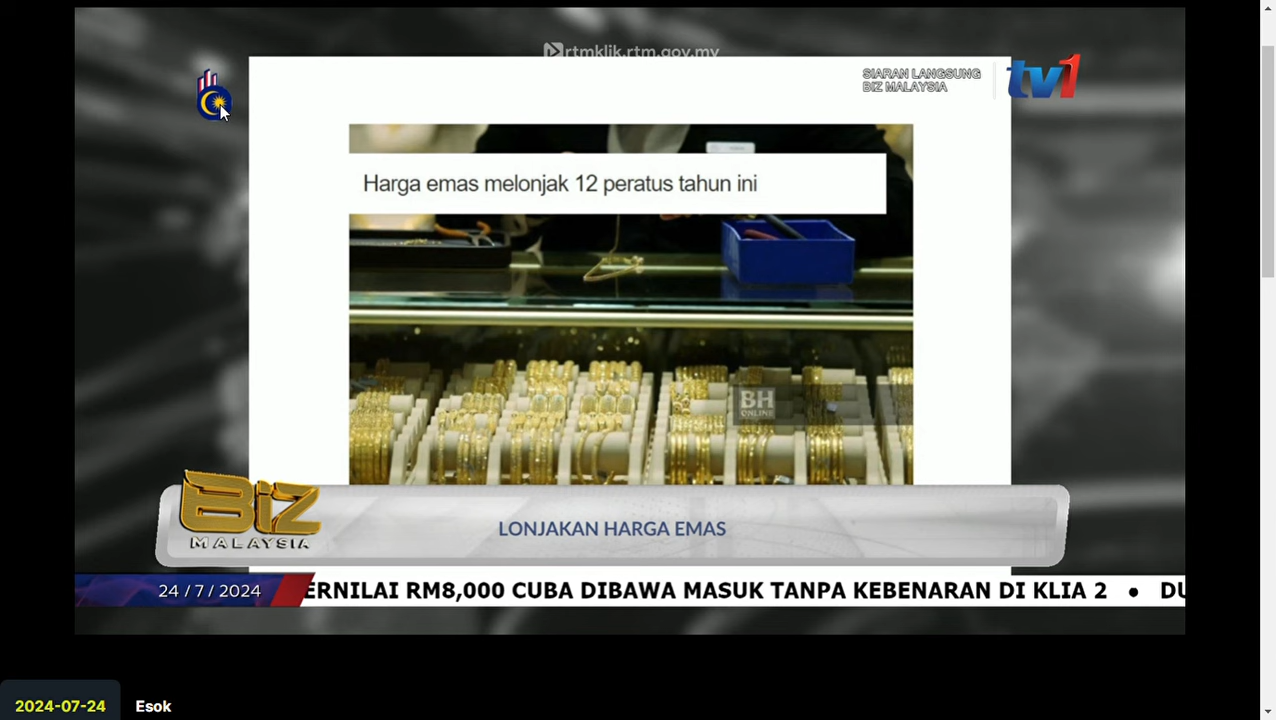 rtmklik.rtm.gov.my
SIARAN LANGSUNG
BIZ MALAYSIA
tv1
Harga emas melonjak 12 peratus tahun ini
BH
ONLINE
BiZ
MALAYSIA
LONJAKAN HARGA EMAS
24 / 7 / 2024
ERNILAI RM8,000 CUBA DIBAWA MASUK TANPA KEBENARAN DI KLIA 2 • DU
2024-07-24
Esok